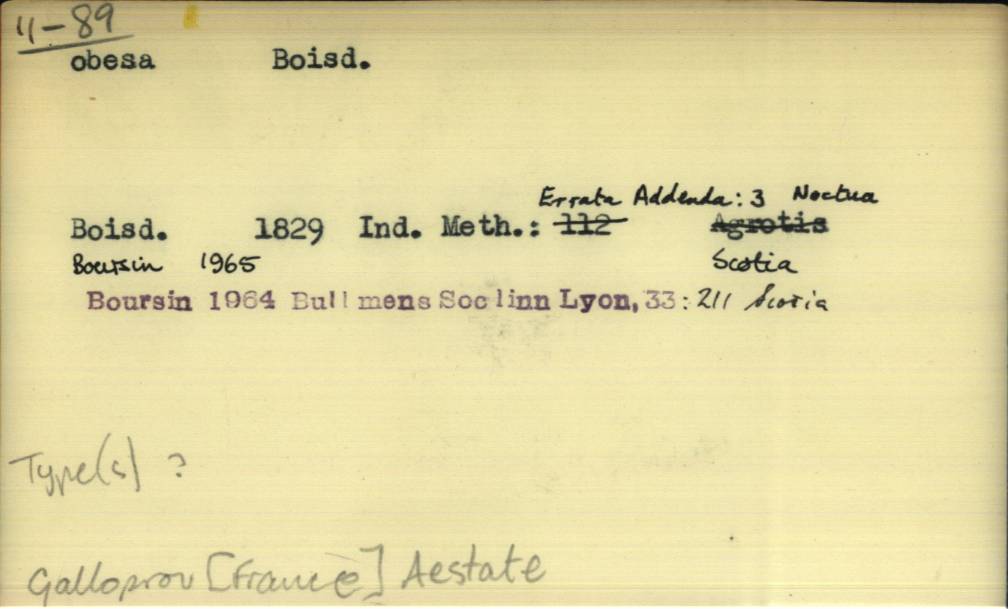 11-89
obesa Boisd.
Errata Addenda: 3 Noctua
Boisd. 1829 Ind. Meth.: 112 Agrotis
Boursin 1965 Scotia
Boursin 1964 Bull mens Soc linn Lyon, 33: 211 Scotia
Type(s) ?
Galloprov [France] Aestate